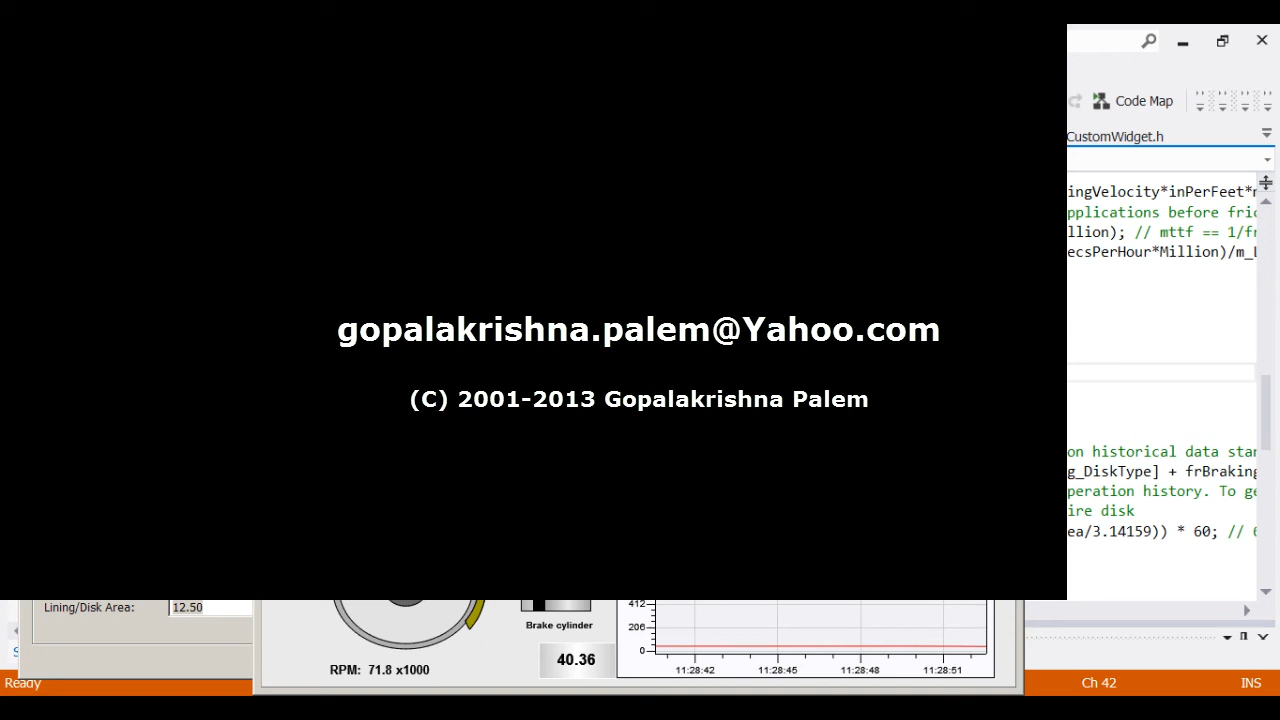 Code Map
CustomWidget.h
ingVelocity*inPerFeet*
pplications before fri
llion); // mttf == 1/fr
ecsPerHour*Million)/m_
gopalakrishna.palem@Yahoo.com
(C) 2001-2013 Gopalakrishna Palem
on historical data star
g_DiskType] + frBraking
peration history. To ge
ire disk
ea/3.14159)) * 60; //
Lining/Disk Area: 12.50
Brake cylinder
40.36
RPM: 71.8 x1000
412
206
0
11:28:42 11:28:45 11:28:48 11:28:51
Ready Ch 42 INS